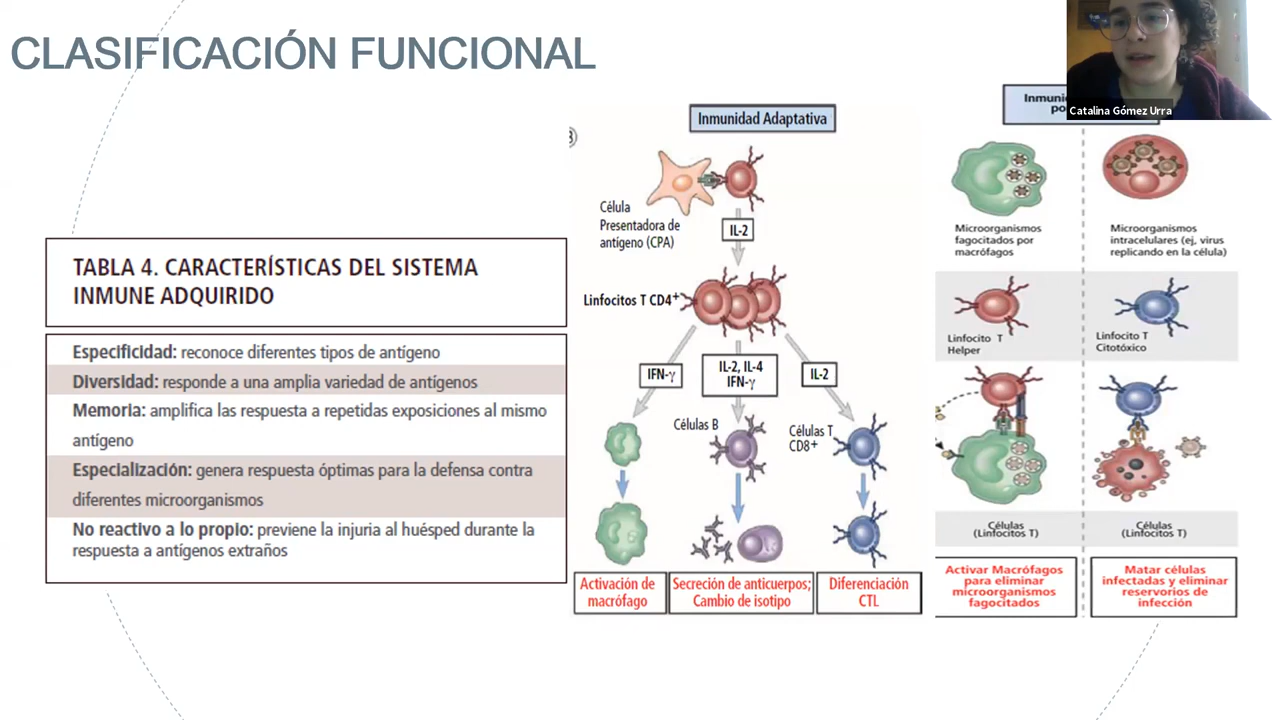 CLASIFICACIÓN FUNCIONAL
Catalina Gómez Urra
TABLA 4. CARACTERÍSTICAS DEL SISTEMA
INMUNE ADQUIRIDO
Especificidad: reconoce diferentes tipos de antígeno
Diversidad: responde a una amplia variedad de antígenos
Memoria: amplifica las respuesta a repetidas exposiciones al mismo
antígeno
Especialización: genera respuesta óptimas para la defensa contra
diferentes microorganismos
No reactivo a lo propio: previene la injuria al huésped durante la
respuesta a antígenos extraños
Inmunidad Adaptativa
Célula
Presentadora de
antígeno (CPA)
IL-2
Linfocitos T CD4+
IFN-γ
IL-2, IL-4
IFN-γ
IL-2
Células B
Células T
CD8+
Activación de
macrófago
Secreción de anticuerpos;
Cambio de isotipo
Diferenciación
CTL
Microorganismos
fagocitados por
macrófagos
Microorganismos
intracelulares (ej, virus
replicando en la célula)
Linfocito T
Helper
Linfocito T
Citotóxico
Células
(Linfocitos T)
Células
(Linfocitos T)
Activar Macrófagos
para eliminar
microorganismos
fagocitados
Matar células
infectadas y eliminar
reservorios de
infección